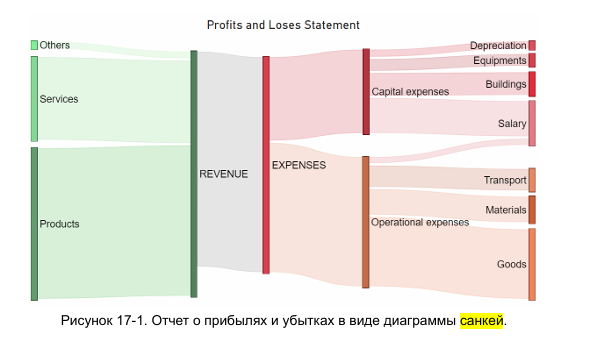 Profits and Loses Statement
Others
Services
Products
REVENUE
EXPENSES
Capital expenses
Operational expenses
Depreciation
Equipments
Buildings
Salary
Transport
Materials
Goods
Рисунок 17-1. Отчет о прибылях и убытках в виде диаграммы санкей.